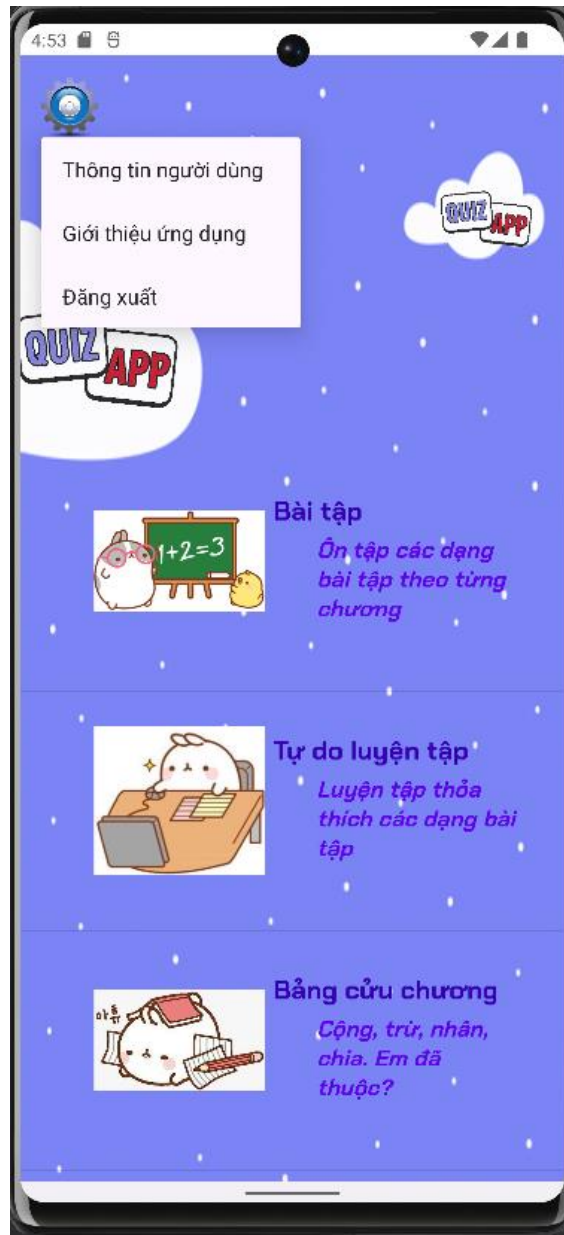 4:53
Thông tin người dùng
Giới thiệu ứng dụng
Đăng xuất
QUIZ
APP
QUIZ
APP
1+2=3
Bài tập
Ôn tập các dạng
bài tập theo từng
chương
Tự do luyện tập
Luyện tập thỏa
thích các dạng bài
tập
Bảng cửu chương
Cộng, trừ, nhân,
chia. Em đã
thuộc?